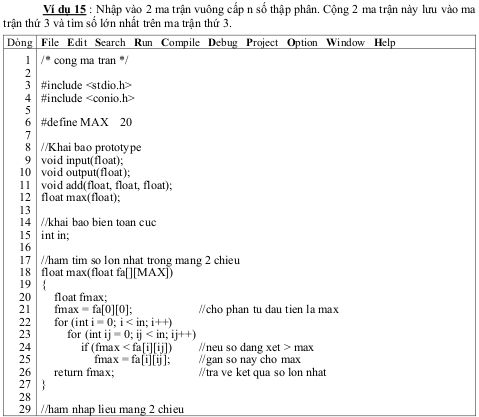 Ví dụ 15 : Nhập vào 2 ma trận vuông cấp n số thập phân. Cộng 2 ma trận này lưu vào ma
trận thứ 3 và tìm số lớn nhất trên ma trận thứ 3.
Dòng File Edit Search Run Compile Debug Project Option Window Help
1 /* cong ma tran */
2
3 #include <stdio.h>
4 #include <conio.h>
5
6 #define MAX 20
7
8 //Khai bao prototype
9 void input(float);
10 void output(float);
11 void add(float, float, float);
12 float max(float);
13
14 //khai bao bien toan cuc
15 int in;
16
17 //ham tim so lon nhat trong mang 2 chieu
18 float max(float fa[][MAX])
19 {
20 float fmax;
21 fmax = fa[0][0]; //cho phan tu dau tien la max
22 for (int i = 0; i < in; i++)
23 for (int ij = 0; ij < in; ij++)
24 if (fmax < fa[i][ij]) //neu so dang xet > max
25 fmax = fa[i][ij]; //gan so nay cho max
26 return fmax; //tra ve ket qua so lon nhat
27 }
28
29 //ham nhap lieu mang 2 chieu